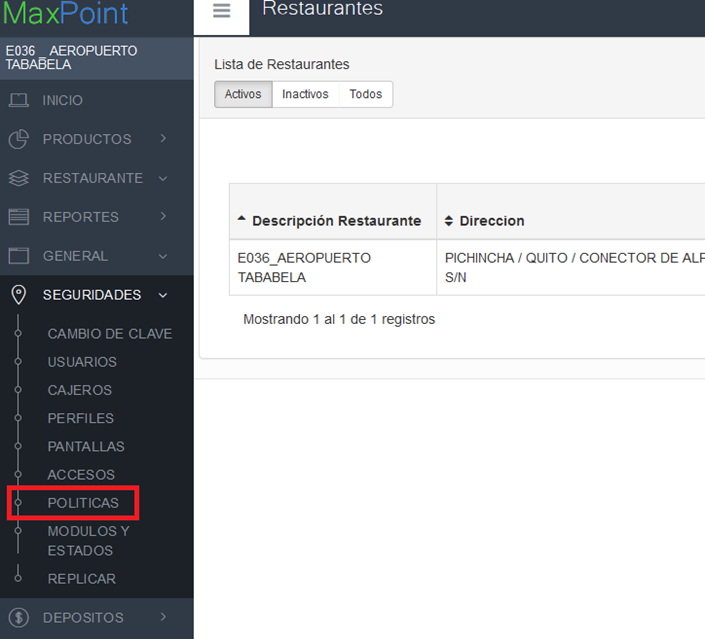 MaxPoint
Restaurantes
E036_ AEROPUERTO
TABABELA
INICIO
PRODUCTOS
RESTAURANTE
REPORTES
GENERAL
SEGURIDADES
CAMBIO DE CLAVE
USUARIOS
CAJEROS
PERFILES
PANTALLAS
ACCESOS
POLITICAS
MODULOS Y
ESTADOS
REPLICAR
DEPOSITOS
Lista de Restaurantes
Activos Inactivos Todos
Descripción Restaurante Direccion
E036_AEROPUERTO PICHINCHA / QUITO / CONECTOR DE ALP
TABABELA S/N
Mostrando 1 al 1 de 1 registros